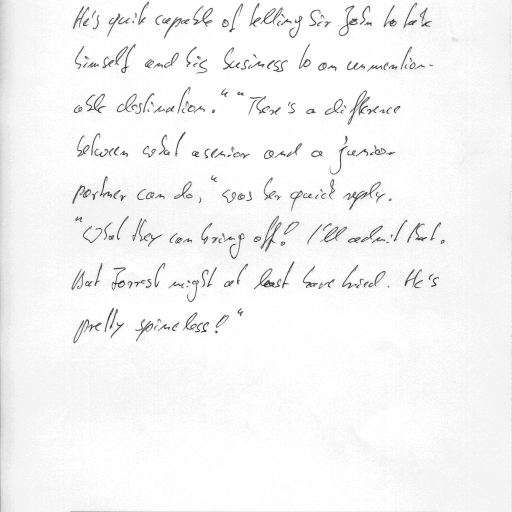 He's quite capable of telling Sir John to take
himself and his business to an unmention-
able destination." "There's a difference
between what a senior and a junior
partner can do," was her quick reply.
"What they can bring off! I'll admit that.
But Forrest might at least have tried. He's
pretty spineless!"